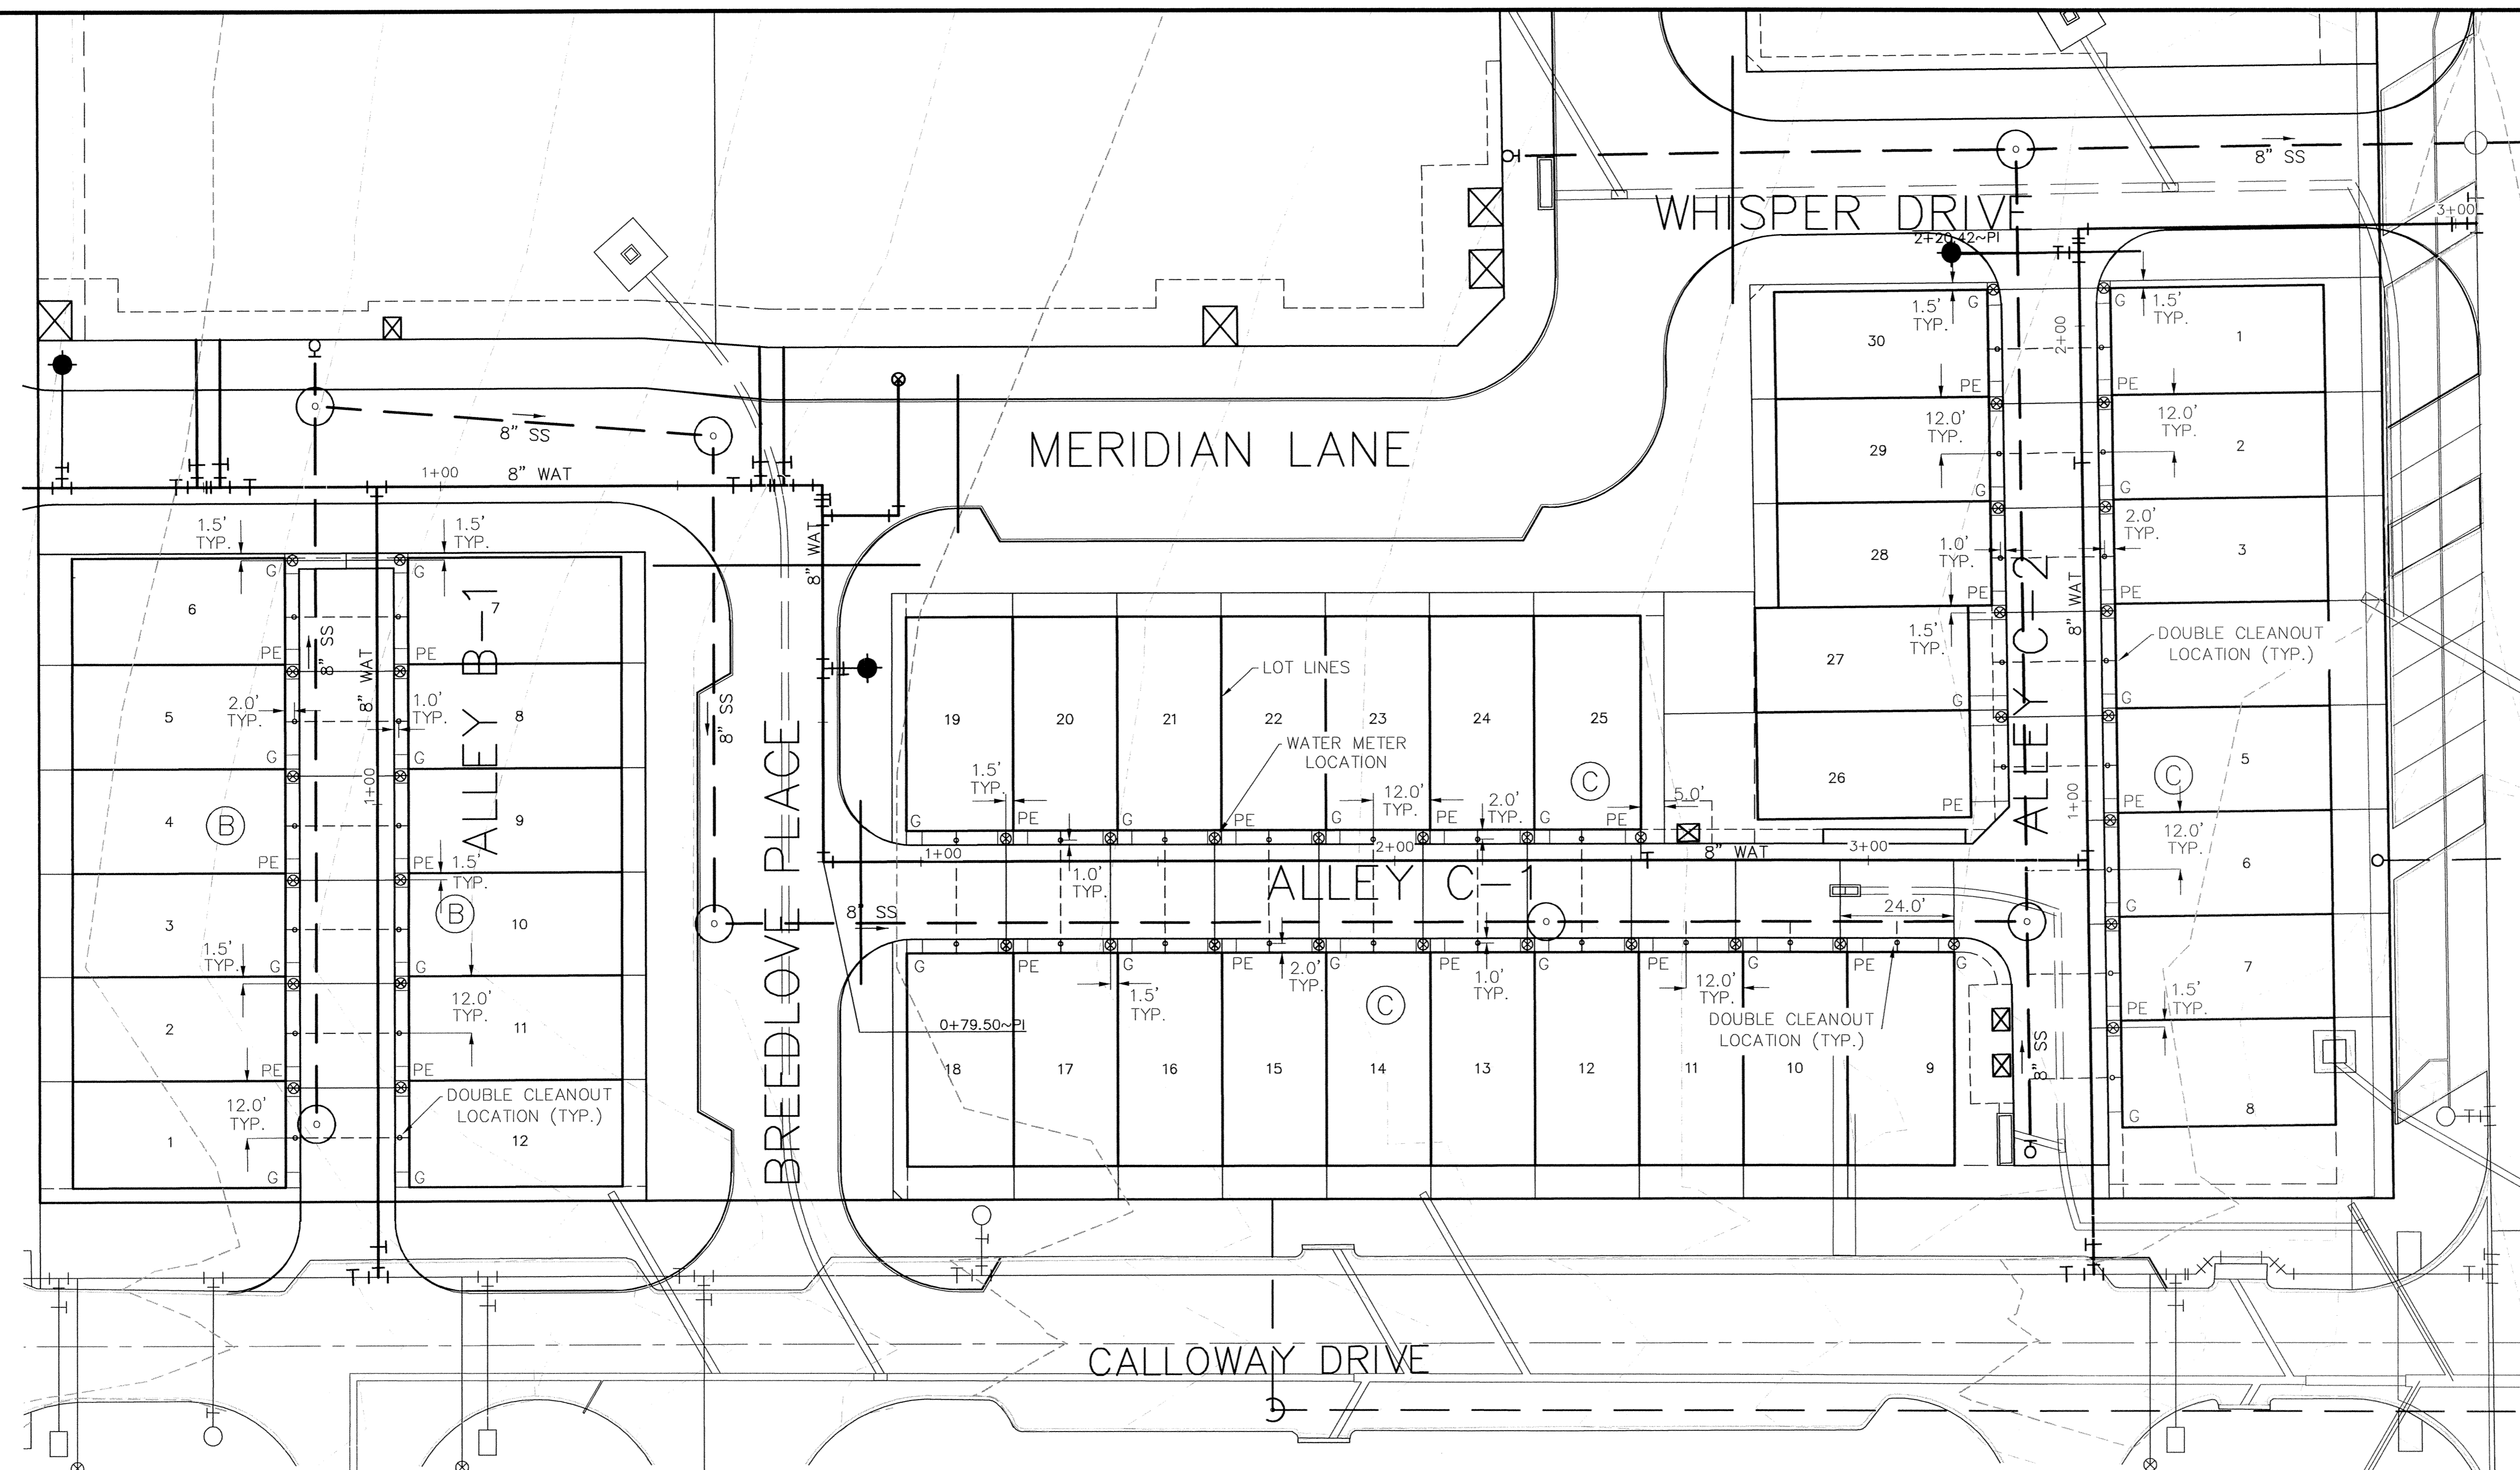 8" SS
WHISPER DRIVE
3+00
2+20.42~PI
1.5'
TYP.
G
G
1.5'
TYP.
2+00
30
1
PE
PE
12.0'
TYP.
12.0'
TYP.
29
2
G
G
2.0'
TYP.
28
1.0'
TYP.
3
PE
PE
8" WAT
1.5'
TYP.
DOUBLE CLEANOUT
LOCATION (TYP.)
27
G
G
26
5
C
PE
PE
1+00
ALLEY C-2
12.0'
TYP.
6
G
7
1.5'
TYP.
PE
8" SS
G
8
8" SS
MERIDIAN LANE
1+00
8" WAT
8" WAT
1.5'
TYP.
1.5'
TYP.
G
G
6
7
8" SS
8" WAT
PE
PE
2.0'
TYP.
1.0'
TYP.
5
8
ALLEY B-1
G
G
1+00
4
B
9
PE
PE
1.5'
TYP.
B
3
10
1.5'
TYP.
G
G
12.0'
TYP.
2
11
PE
PE
12.0'
TYP.
DOUBLE CLEANOUT
LOCATION (TYP.)
1
12
G
G
8" SS
BREEDLOVE PLACE
LOT LINES
19
20
21
22
23
24
25
WATER METER
LOCATION
C
1.5'
TYP.
12.0'
TYP.
2.0'
TYP.
5.0'
G
PE
G
PE
G
PE
G
PE
1+00
2+00
8" WAT
3+00
1.0'
TYP.
ALLEY C-1
8" SS
24.0'
G
PE
G
PE
G
PE
G
PE
G
PE
G
2.0'
TYP.
1.0'
TYP.
1.5'
TYP.
12.0'
TYP.
C
0+79.50~PI
DOUBLE CLEANOUT
LOCATION (TYP.)
18
17
16
15
14
13
12
11
10
9
CALLOWAY DRIVE